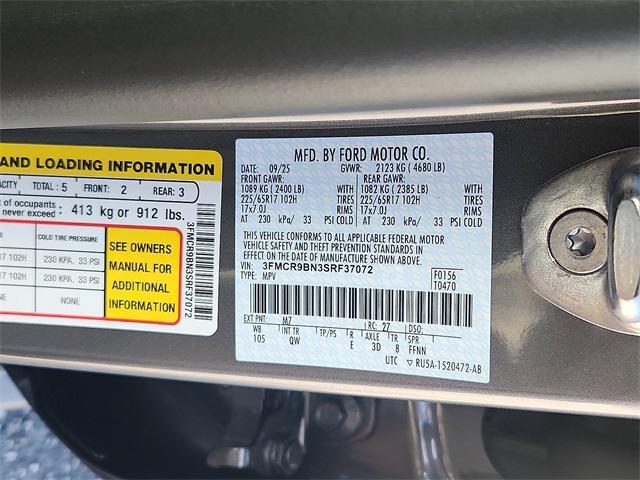 AND LOADING INFORMATION
TOTAL: 5 FRONT: 2 REAR: 3
of occupants:
never exceed: 413 kg or 912 lbs.
COLD TIRE PRESSURE
102H 230 KPA, 33 PSI
102H 230 KPA, 33 PSI
NONE
SEE OWNERS
MANUAL FOR
ADDITIONAL
INFORMATION
3FMCR9BN3SRF37072
MFD. BY FORD MOTOR CO.
DATE: 09/25 GVWR: 2123 KG ( 4680 LB)
FRONT GAWR: REAR GAWR:
1089 KG ( 2400 LB) WITH 1082 KG ( 2385 LB) WITH
225/65R17 102H TIRES 225/65R17 102H TIRES
17x7.0J RIMS 17x7.0J RIMS
AT 230 kPa/ 33 PSI COLD AT 230 kPa/ 33 PSI COLD
THIS VEHICLE CONFORMS TO ALL APPLICABLE FEDERAL MOTOR
VEHICLE SAFETY AND THEFT PREVENTION STANDARDS IN
EFFECT ON THE DATE OF MANUFACTURE SHOWN ABOVE.
VIN: 3FMCR9BN3SRF37072
TYPE: MPV
F0156
T0470
EXT PNT: M7 RC: 27 DSO:
WB INT TR TP/PS R AXLE TR SPR
105 QW E 3D 8 FFNN
UTC ▽ RU5A-1520472-AB